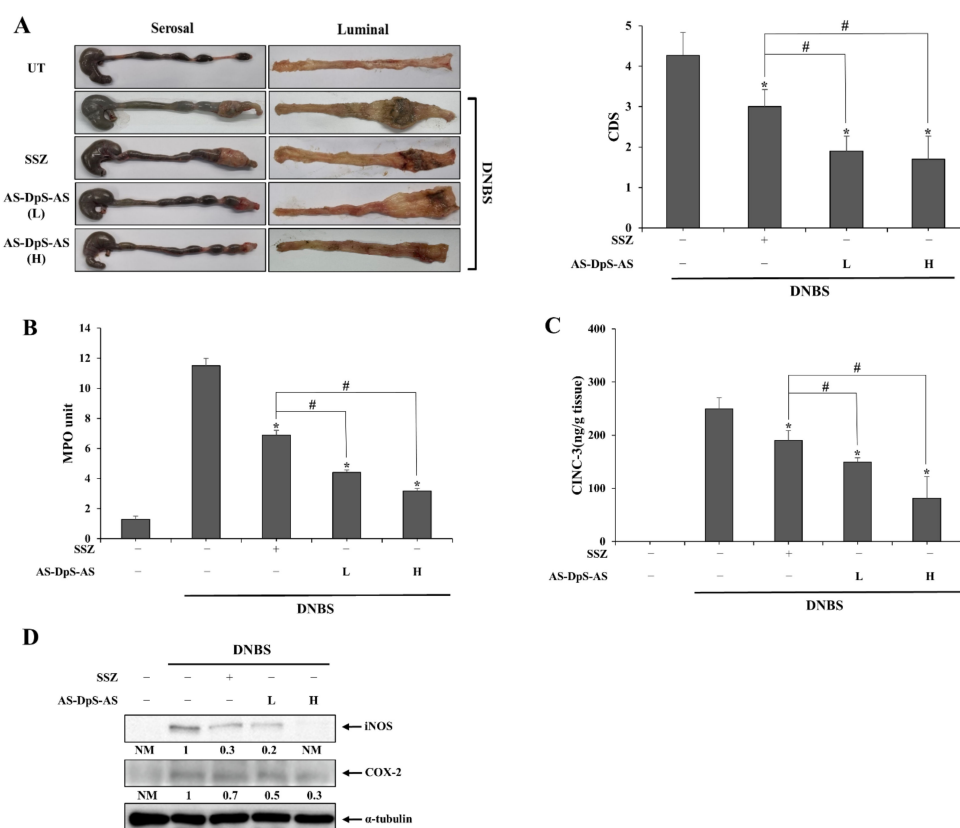 A
Serosal
Luminal
UT
SSZ
AS-DpS-AS
(L)
AS-DpS-AS
(H)
DNBS
CDS
5
4
3
2
1
0
*
*
*
#
#
SSZ – + – –
AS-DpS-AS – – L H
DNBS
B
MPO unit
14
12
10
8
6
4
2
0
*
*
*
#
#
SSZ – – + – –
AS-DpS-AS – – – L H
DNBS
C
CINC-3(ng/g tissue)
400
300
200
100
0
*
*
*
#
#
SSZ – – + – –
AS-DpS-AS – – – L H
DNBS
D
DNBS
SSZ – – + – –
AS-DpS-AS – – – L H
iNOS
NM 1 0.3 0.2 NM
COX-2
NM 1 0.7 0.5 0.3
α-tubulin